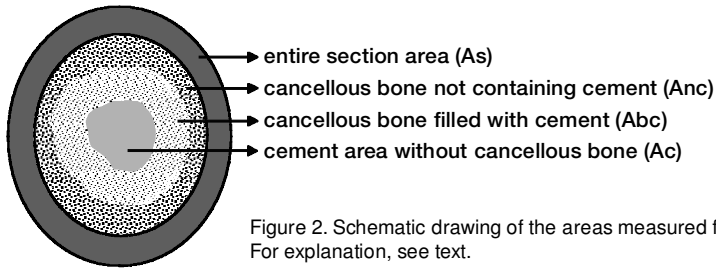 entire section area (As)
cancellous bone not containing cement (Anc)
cancellous bone filled with cement (Abc)
cement area without cancellous bone (Ac)
Figure 2. Schematic drawing of the areas measured
For explanation, see text.